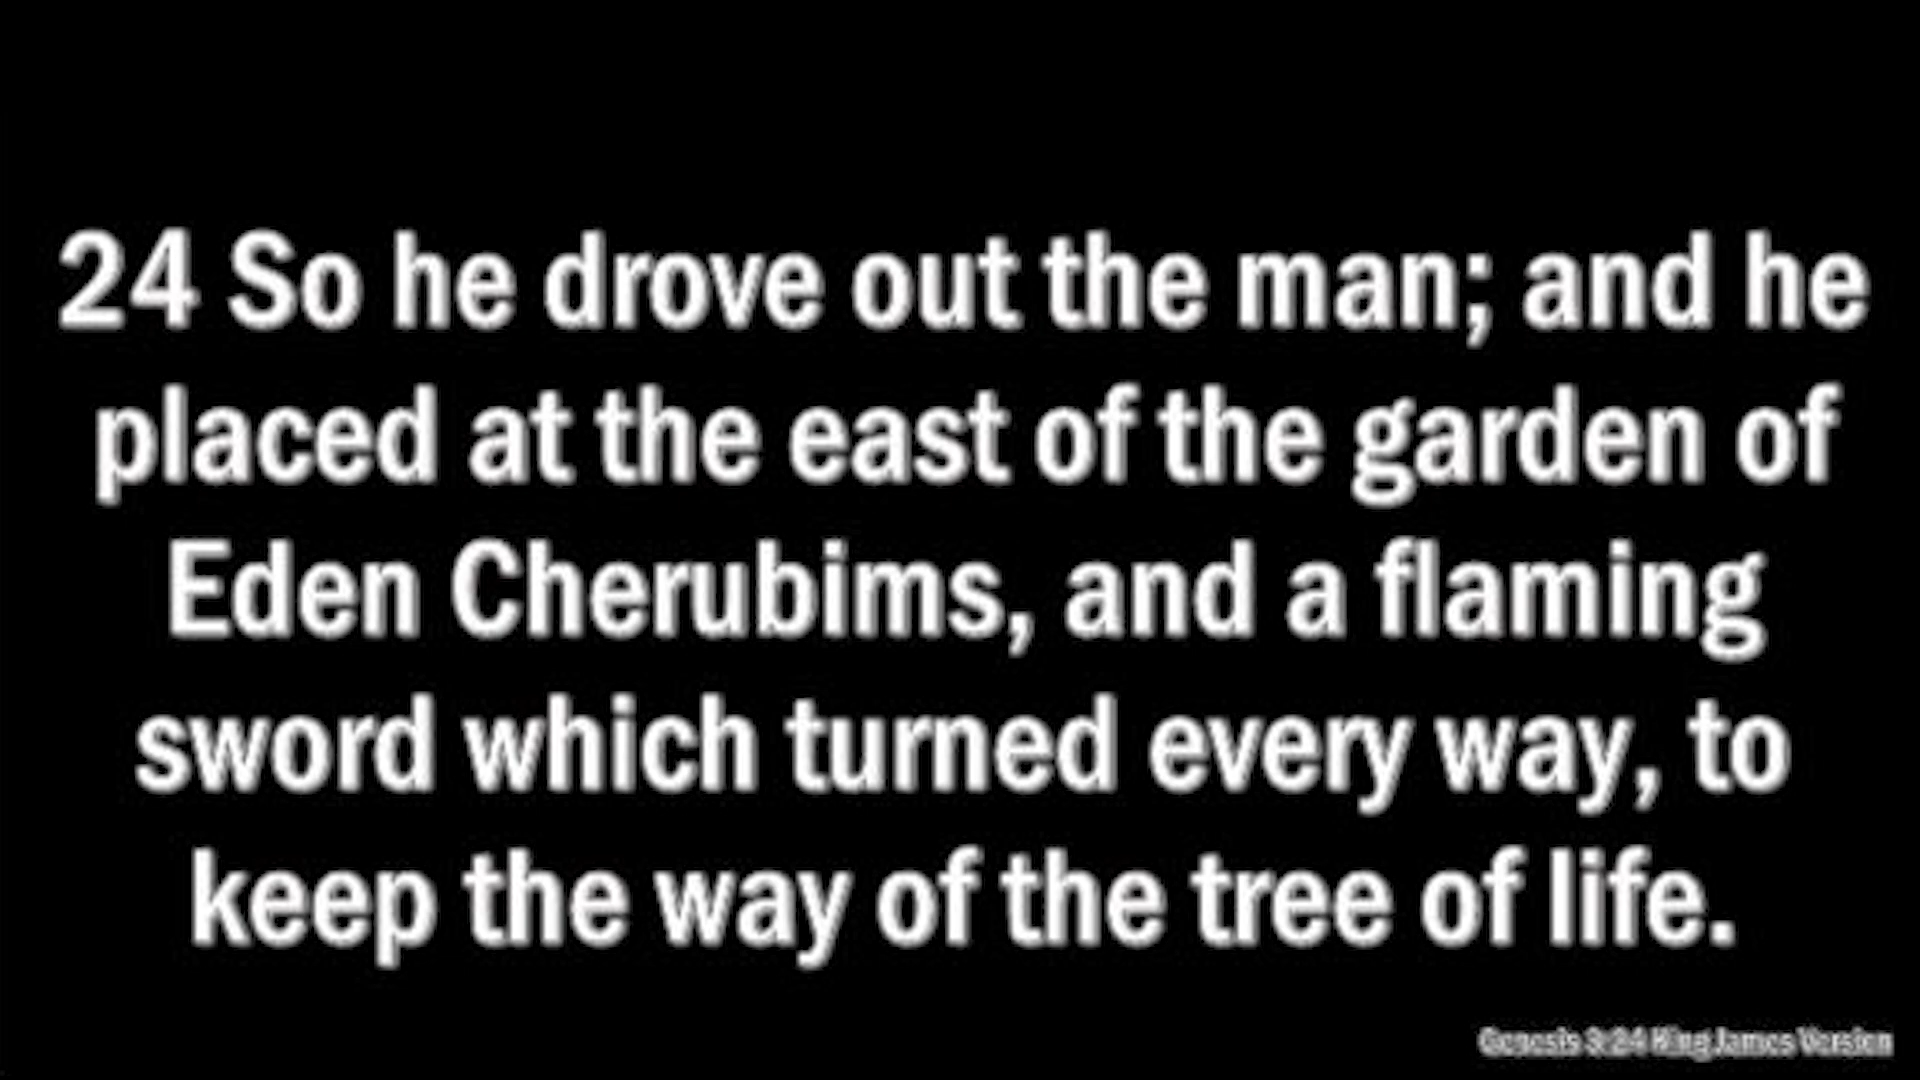 24 So he drove out the man; and he
placed at the east of the garden of
Eden Cherubims, and a flaming
sword which turned every way, to
keep the way of the tree of life.
Genesis 3:24 King James Version